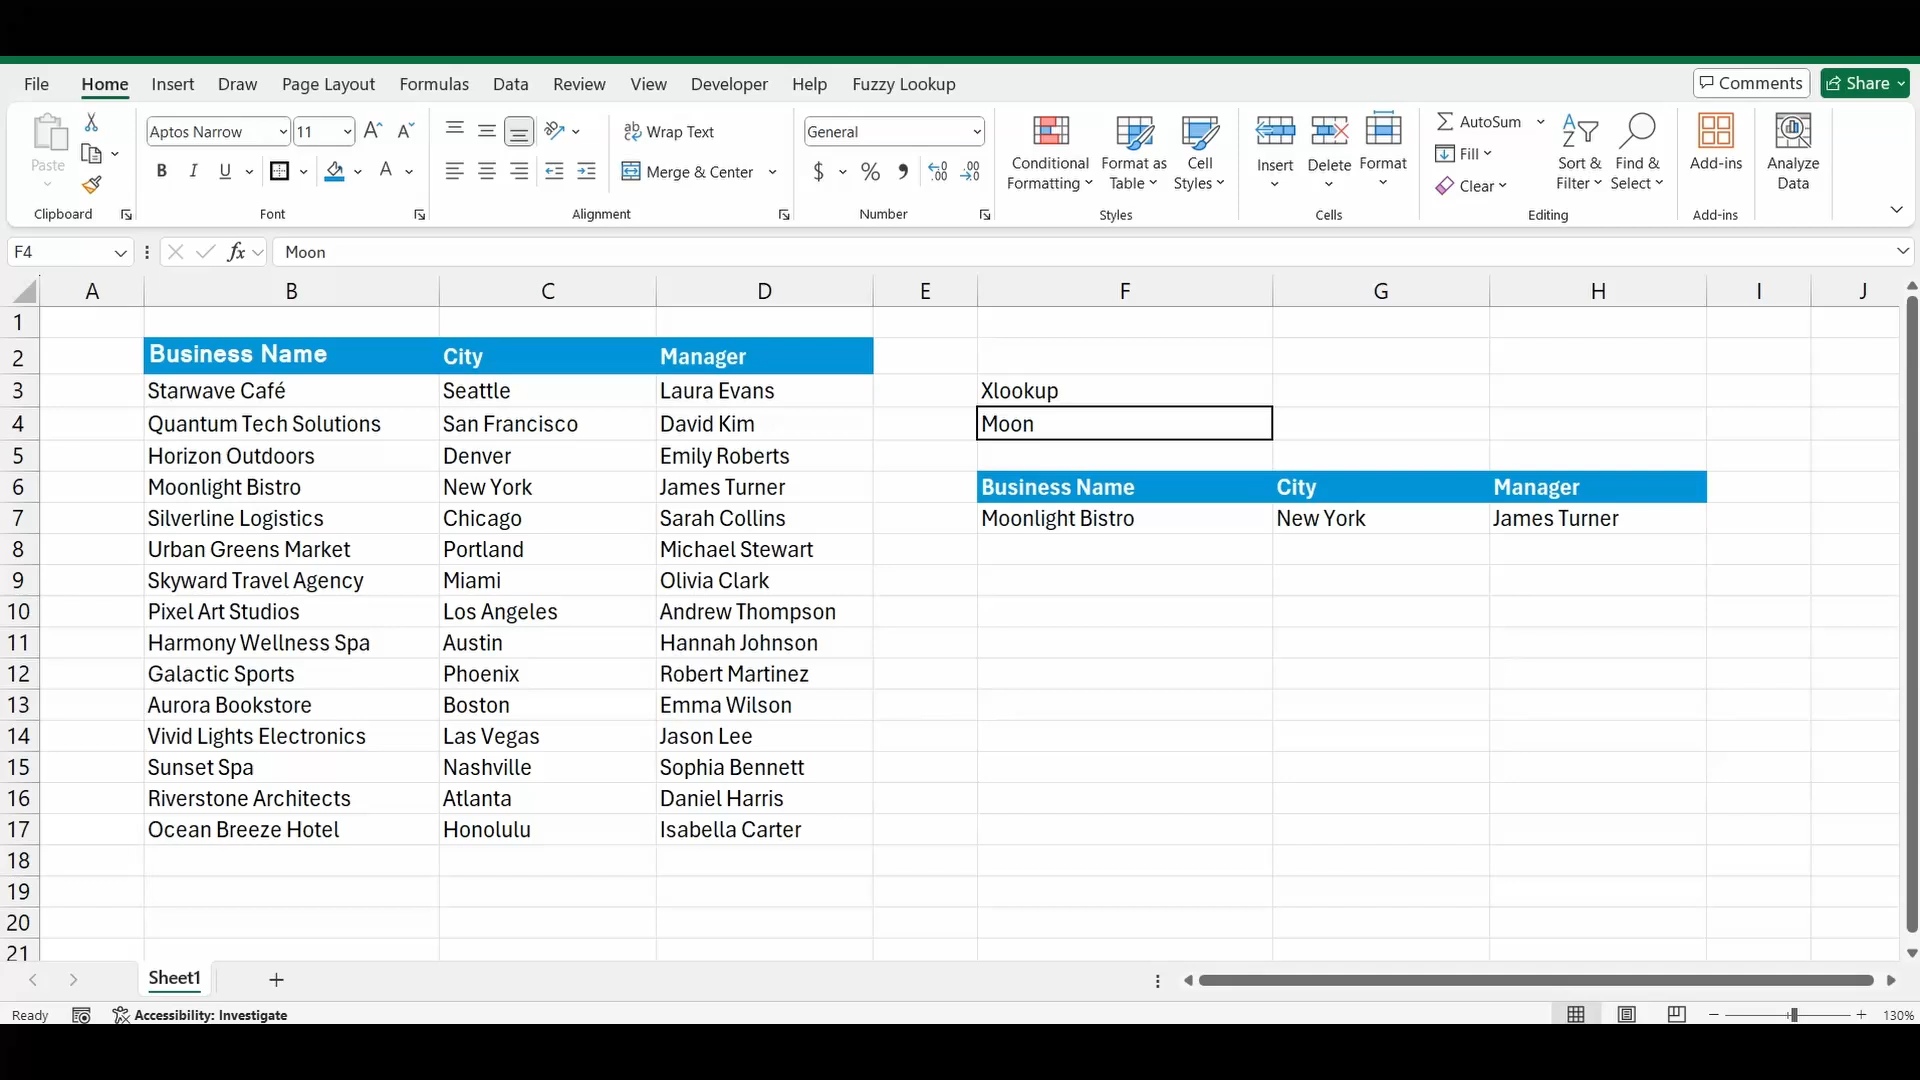 File Home Insert Draw Page Layout Formulas Data Review View Developer Help Fuzzy Lookup Comments Share
Paste Aptos Narrow 11 Wrap Text General Conditional Formatting Format as Table Cell Styles Insert Delete Format AutoSum Fill Clear Sort & Filter Find & Select Add-ins Analyze Data
B I U A Merge & Center $ %
Clipboard Font Alignment Number Styles Cells Editing Add-ins
F4 fx Moon
A B C D E F G H I J
1
2 Business Name City Manager
3 Starwave Café Seattle Laura Evans Xlookup
4 Quantum Tech Solutions San Francisco David Kim Moon
5 Horizon Outdoors Denver Emily Roberts
6 Moonlight Bistro New York James Turner Business Name City Manager
7 Silverline Logistics Chicago Sarah Collins Moonlight Bistro New York James Turner
8 Urban Greens Market Portland Michael Stewart
9 Skyward Travel Agency Miami Olivia Clark
10 Pixel Art Studios Los Angeles Andrew Thompson
11 Harmony Wellness Spa Austin Hannah Johnson
12 Galactic Sports Phoenix Robert Martinez
13 Aurora Bookstore Boston Emma Wilson
14 Vivid Lights Electronics Las Vegas Jason Lee
15 Sunset Spa Nashville Sophia Bennett
16 Riverstone Architects Atlanta Daniel Harris
17 Ocean Breeze Hotel Honolulu Isabella Carter
18
19
20
21
Sheet1
Ready Accessibility: Investigate 130%